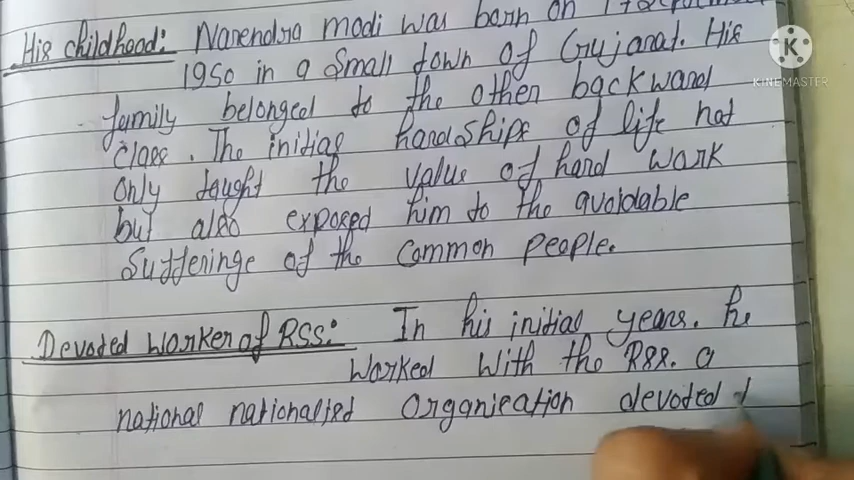 His childhood: Narendra modi was barn on 17
1950 in a small town of Gujarat. His
family belonged to the other backward
class. The initial hardships of life not
only taught the value of hard work
but also exposed him to the avoidable
sufferings of the common people.
Devoted worker of RSS: In his initial years. he
worked with the RSS. a
national nationalist organisation devoted
K
KINEMASTER